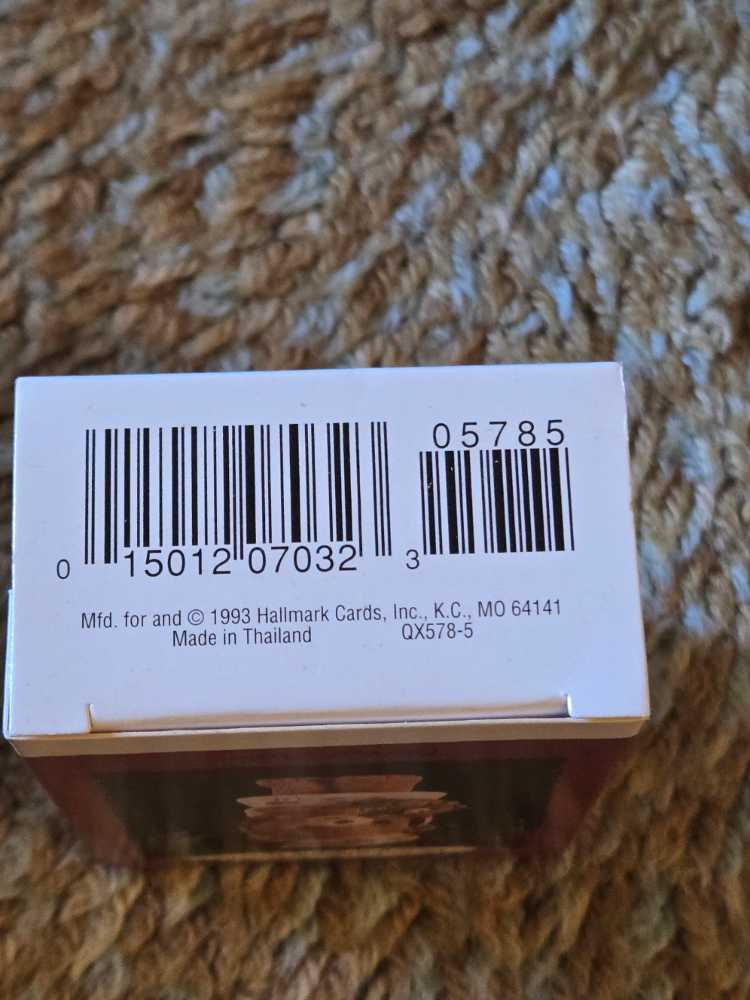 05785
0 15012 07032 3
Mfd. for and © 1993 Hallmark Cards, Inc., K.C., MO 64141
Made in Thailand QX578-5